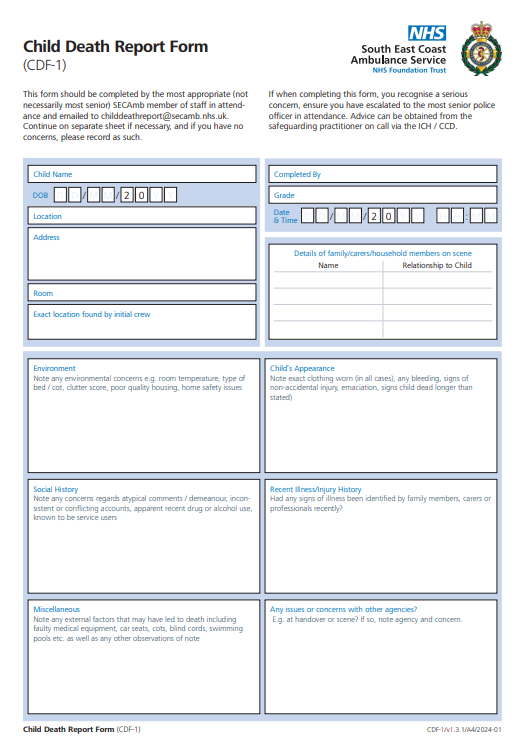 Child Death Report Form
(CDF-1)
NHS
South East Coast
Ambulance Service
NHS Foundation Trust
This form should be completed by the most appropriate (not
necessarily most senior) SECAmb member of staff in attend-
ance and emailed to childdeathreport@secamb.nhs.uk.
Continue on separate sheet if necessary, and if you have no
concerns, please record as such.
If when completing this form, you recognise a serious
concern, ensure you have escalated to the most senior police
officer in attendance. Advice can be obtained from the
safeguarding practitioner on call via the ICH / CCD.
Child Name
DOB D D / M M / 2 0 Y Y
Location
Address
Room
Exact location found by initial crew
Completed By
Grade
Date
& Time D D / M M / 2 0 Y Y H H : M M
Details of family/carers/household members on scene
Name Relationship to Child
Environment
Note any environmental concerns e.g. room temperature, type of
bed / cot, clutter score, poor quality housing, home safety issues
Child's Appearance
Note exact clothing worn (in all cases), any bleeding, signs of
non-accidental injury, emaciation, signs child dead longer than
stated)
Social History
Note any concerns regards atypical comments / demeanour, incon-
sistent or conflicting accounts, apparent recent drug or alcohol use,
known to be service users
Recent Illness/Injury History
Had any signs of illness been identified by family members, carers or
professionals recently?
Miscellaneous
Note any external factors that may have led to death including
faulty medical equipment, car seats, cots, blind cords, swimming
pools etc. as well as any other observations of note
Any issues or concerns with other agencies?
E.g. at handover or scene? If so, note agency and concern.
Child Death Report Form (CDF-1)
CDF-1/v1.3.1/A4/2024-01